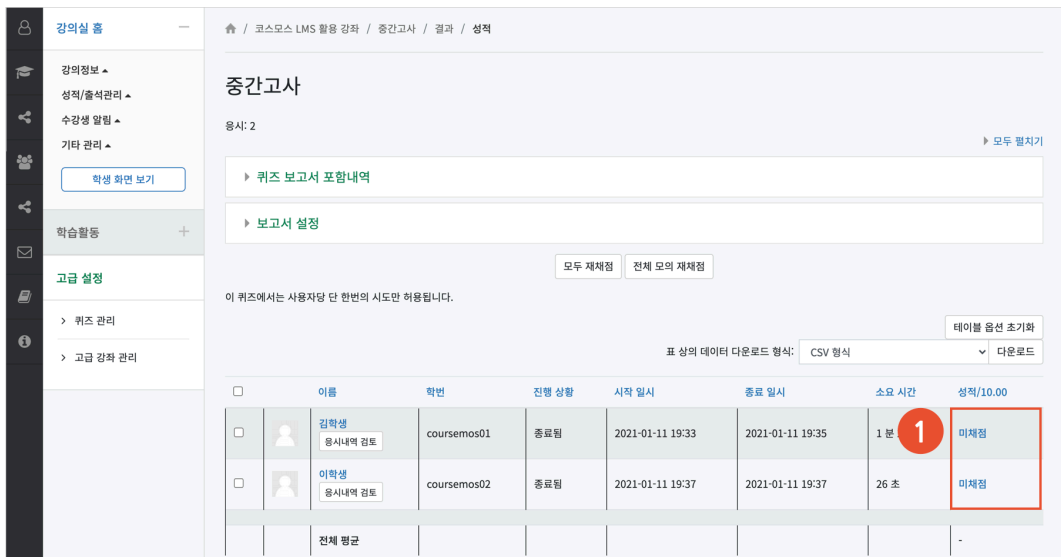 강의실 홈
강의정보
성적/출석관리
수강생 알림
기타 관리
학생 화면 보기
학습활동
고급 설정
퀴즈 관리
고급 강좌 관리
/ 코스모스 LMS 활용 강좌 / 중간고사 / 결과 / 성적
중간고사
응시: 2
모두 펼치기
퀴즈 보고서 포함내역
보고서 설정
모두 재채점 전체 모의 재채점
이 퀴즈에서는 사용자당 단 한번의 시도만 허용됩니다.
테이블 옵션 초기화
표 상의 데이터 다운로드 형식: CSV 형식 다운로드
이름 학번 진행 상황 시작 일시 종료 일시 소요 시간 성적/10.00
김학생
응시내역 검토 coursemos01 종료됨 2021-01-11 19:33 2021-01-11 19:35 1 분 1 미채점
이학생
응시내역 검토 coursemos02 종료됨 2021-01-11 19:37 2021-01-11 19:37 26 초 미채점
전체 평균 -